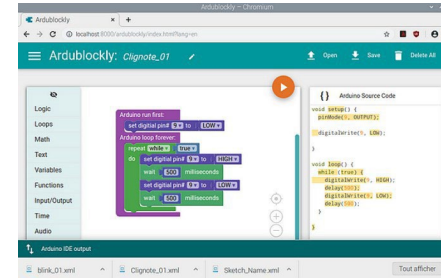 Ardublockly - Chromium
Ardublockly
localhost:8000/ardublockly/index.html?lang=en
Ardublockly: Clignote_01
Open
Save
Delete All
Logic
Loops
Math
Text
Variables
Functions
Input/Output
Time
Audio
Arduino run first:
set digitial pin# 9 to LOW
Arduino loop forever:
repeat while true
do set digitial pin# 9 to HIGH
wait 500 milliseconds
set digitial pin# 9 to LOW
wait 500 milliseconds
{} Arduino Source Code
void setup() {
pinMode(9, OUTPUT);
digitalWrite(9, LOW);
}
void loop() {
while (true) {
digitalWrite(9, HIGH);
delay(500);
digitalWrite(9, LOW);
delay(500);
}
}
Arduino IDE output
blink_01.xml
Clignote_01.xml
Sketch_Name.xml
Tout afficher